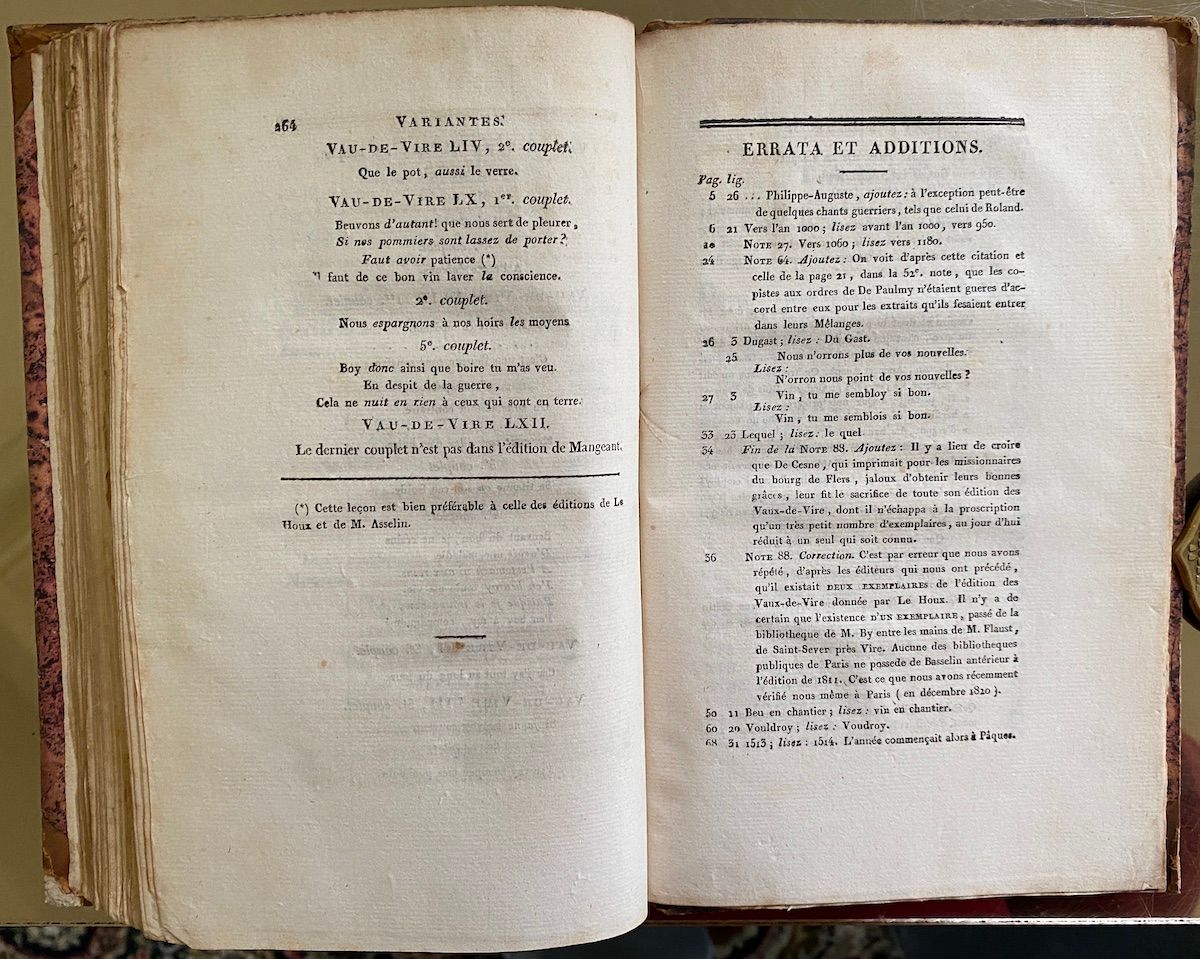 264 VARIANTES.
VAU-DE-VIRE LIV, 2e. couplet.
Que le pot, aussi le verre.
VAU-DE-VIRE LX, 1er. couplet.
Beuvons d'autant! que nous sert de pleurer,
Si nos pommiers sont lassez de porter?
Faut avoir patience (*)
Il faut de ce bon vin laver la conscience.
2e. couplet.
Nous espargnons à nos hoirs les moyens
5e. couplet.
Boy donc ainsi que boire tu m'as veu.
En despit de la guerre,
Cela ne nuit en rien à ceux qui sont en terre.
VAU-DE-VIRE LXII.
Le dernier couplet n'est pas dans l'édition de Mangeant.
(*) Cette leçon est bien préférable à celle des éditions de Le
Houx et de M. Asselin.
ERRATA ET ADDITIONS.
Pag. lig.
5 26 ... Philippe-Auguste, ajoutez: à l'exception peut-être
de quelques chants guerriers, tels que celui de Roland.
6 21 Vers l'an 1000; lisez avant l'an 1000, vers 950.
20 NOTE 27. Vers 1060; lisez vers 1180.
24 NOTE 64. Ajoutez: On voit d'après cette citation et
celle de la page 21, dans la 52e. note, que les co-
pistes aux ordres de De Paulmy n'étaient gueres d'ac-
cord entre eux pour les extraits qu'ils fesaient entrer
dans leurs Mélanges.
26 3 Dugast; lisez: Du Gast.
25 Nous n'orrons plus de vos nouvelles.
Lisez:
N'orron nous point de vos nouvelles?
27 3 Vin, tu me sembloy si bon.
Lisez:
Vin, tu me semblois si bon.
33 23 Lequel; lisez: le quel
34 Fin de la NOTE 88. Ajoutez: Il y a lieu de croire
que De Cesne, qui imprimait pour les missionnaires
du bourg de Flers, jaloux d'obtenir leurs bonnes
grâces, leur fit le sacrifice de toute son édition des
Vaux-de-Vire, dont il n'échappa à la proscription
qu'un très petit nombre d'exemplaires, au jour d'hui
réduit à un seul qui soit connu.
36 NOTE 88. Correction. C'est par erreur que nous avons
répété, d'après les éditeurs qui nous ont précédé,
qu'il existait DEUX EXEMPLAIRES de l'édition des
Vaux-de-Vire donnée par Le Houx. Il n'y a de
certain que l'existence D'UN EXEMPLAIRE, passé de la
bibliotheque de M. By entre les mains de M. Flaust,
de Saint-Sever près Vire. Aucune des bibliotheques
publiques de Paris ne possede de Basselin antérieur à
l'édition de 1811. C'est ce que nous avons récemment
vérifié nous même à Paris (en décembre 1820).
50 11 Beu en chantier; lisez: vin en chantier.
60 20 Vouldroy; lisez: Voudroy.
68 31 1513; lisez: 1514. L'année commençait alors à Pâques.